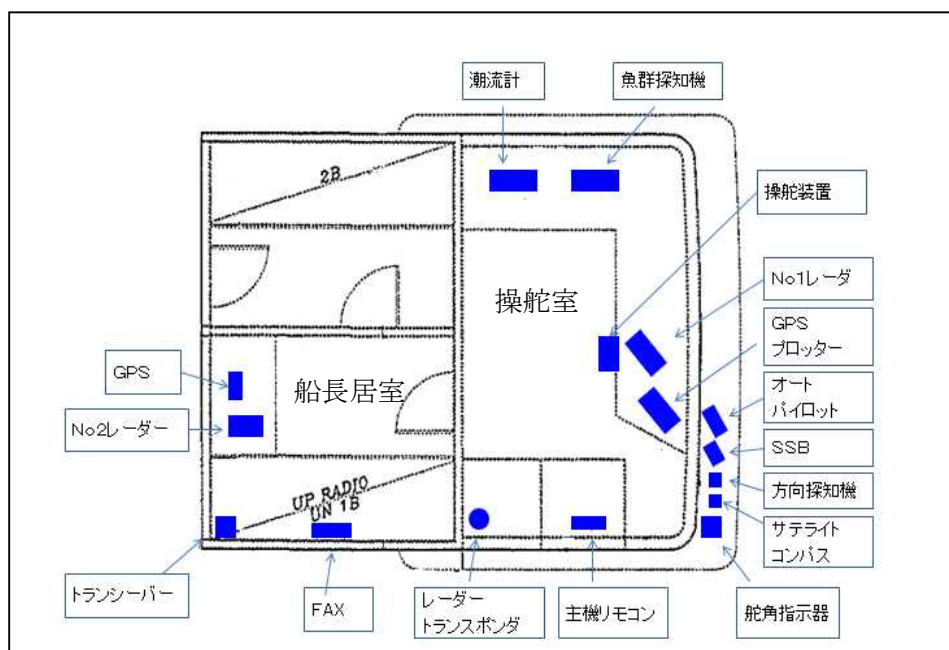 潮流計
魚群探知機
2B
操舵装置
操舵室
No1レーダ
GPS
プロッター
GPS
船長居室
オート
パイロット
No2レーダー
SSB
UP RADIO
UN 1B
方向探知機
サテライト
コンパス
トランシーバー
FAX
レーダー
トランスポンダ
主機リモコン
舵角指示器